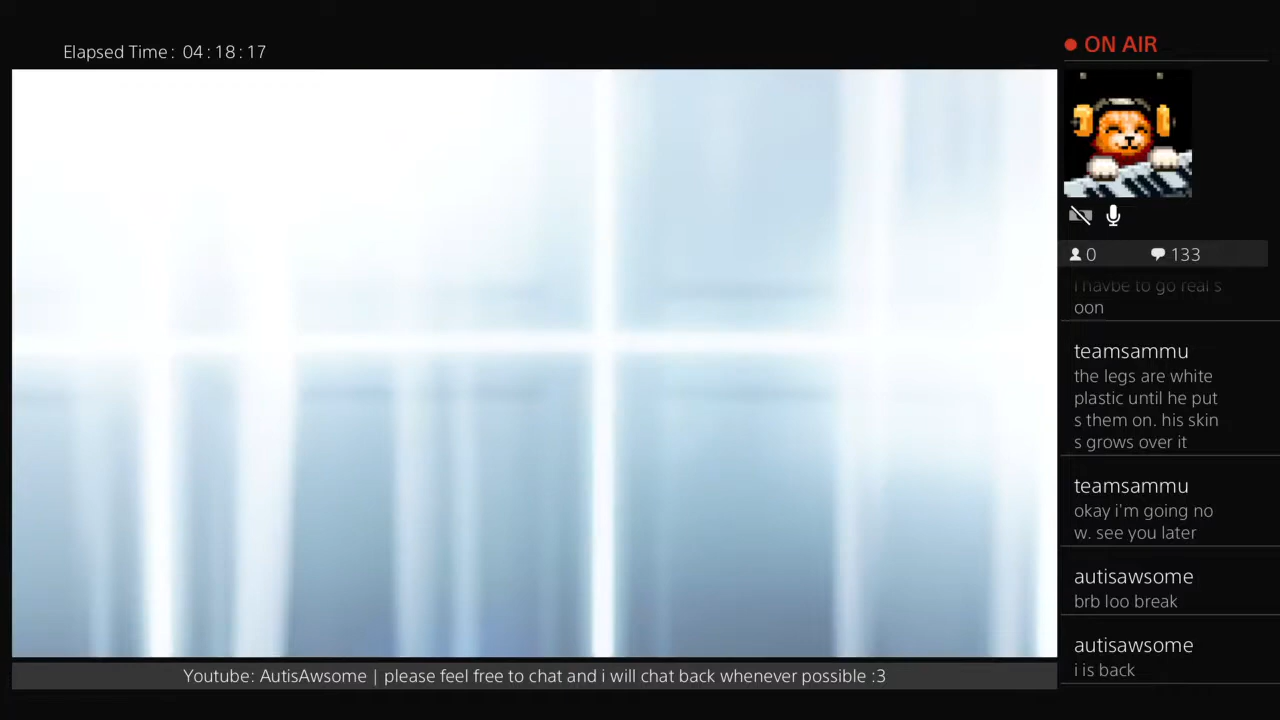 Elapsed Time: 04:18:17
ON AIR
0 133
i havbe to go real s
oon
teamsammu
the legs are white
plastic until he put
s them on. his skin
s grows over it
teamsammu
okay i'm going no
w. see you later
autisawsome
brb loo break
autisawsome
i is back
Youtube: AutisAwsome | please feel free to chat and i will chat back whenever possible :3